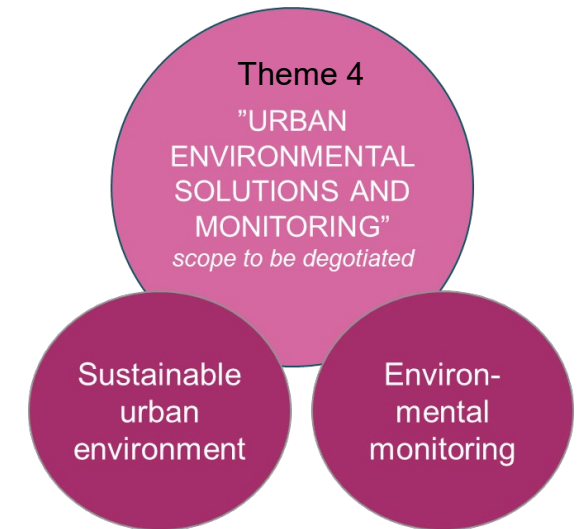 Theme 4
”URBAN
ENVIRONMENTAL
SOLUTIONS AND
MONITORING”
scope to be degotiated
Sustainable
urban
environment
Environ-
mental
monitoring